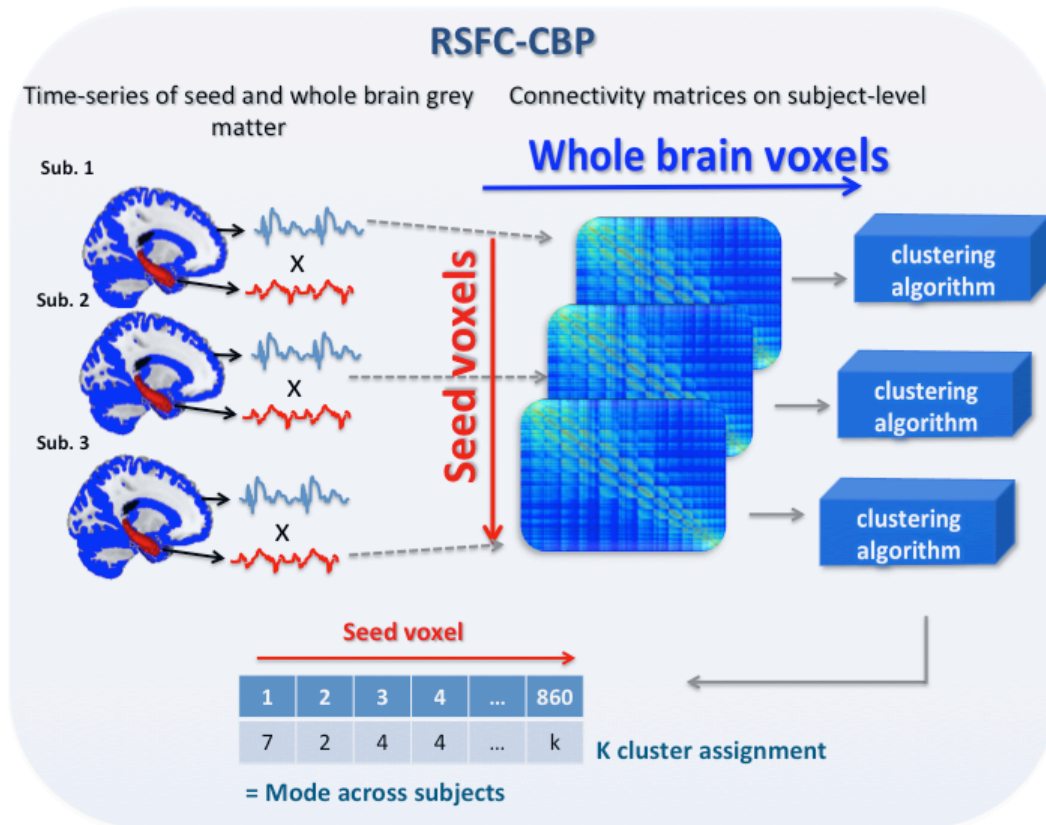 RSFC-CBP
Time-series of seed and whole brain grey
matter
Connectivity matrices on subject-level
Whole brain voxels
Seed voxels
Sub. 1
X
Sub. 2
X
Sub. 3
X
clustering
algorithm
clustering
algorithm
clustering
algorithm
Seed voxel
1 2 3 4 ... 860
7 2 4 4 ... k
K cluster assignment
= Mode across subjects